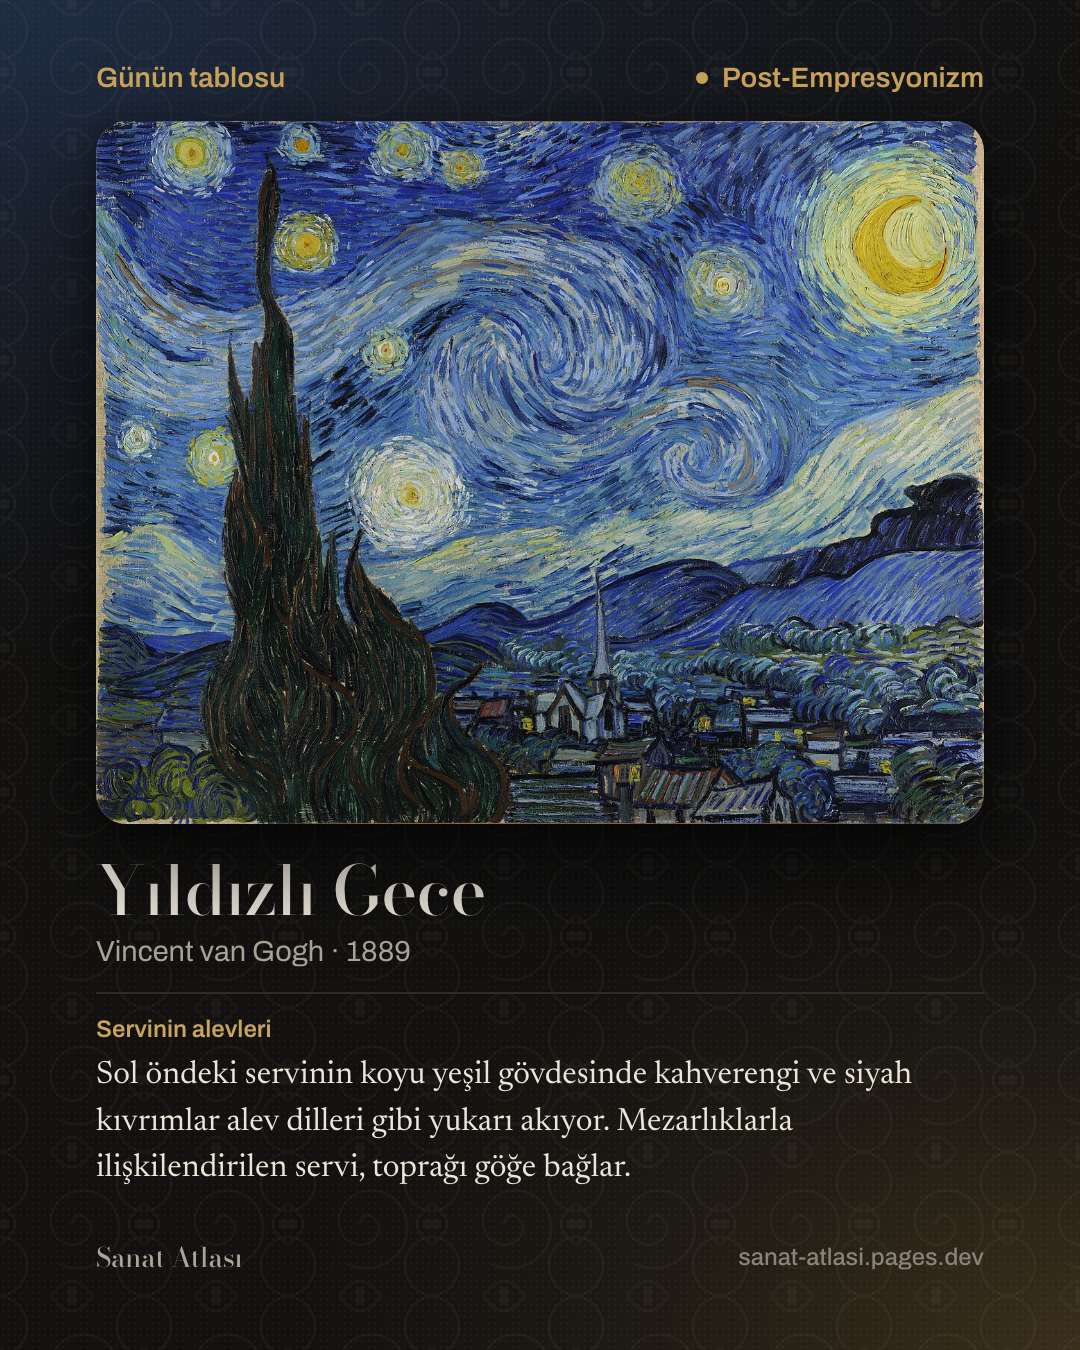 Günün tablosu
Post-Empresyonizm
Yıldızlı Gece
Vincent van Gogh · 1889
Servinin alevleri
Sol öndeki servinin koyu yeşil gövdesinde kahverengi ve siyah
kıvrımlar alev dilleri gibi yukarı akıyor. Mezarlıklarla
ilişkilendirilen servi, toprağı göğe bağlar.
Sanat Atlası
sanat-atlasi.pages.dev